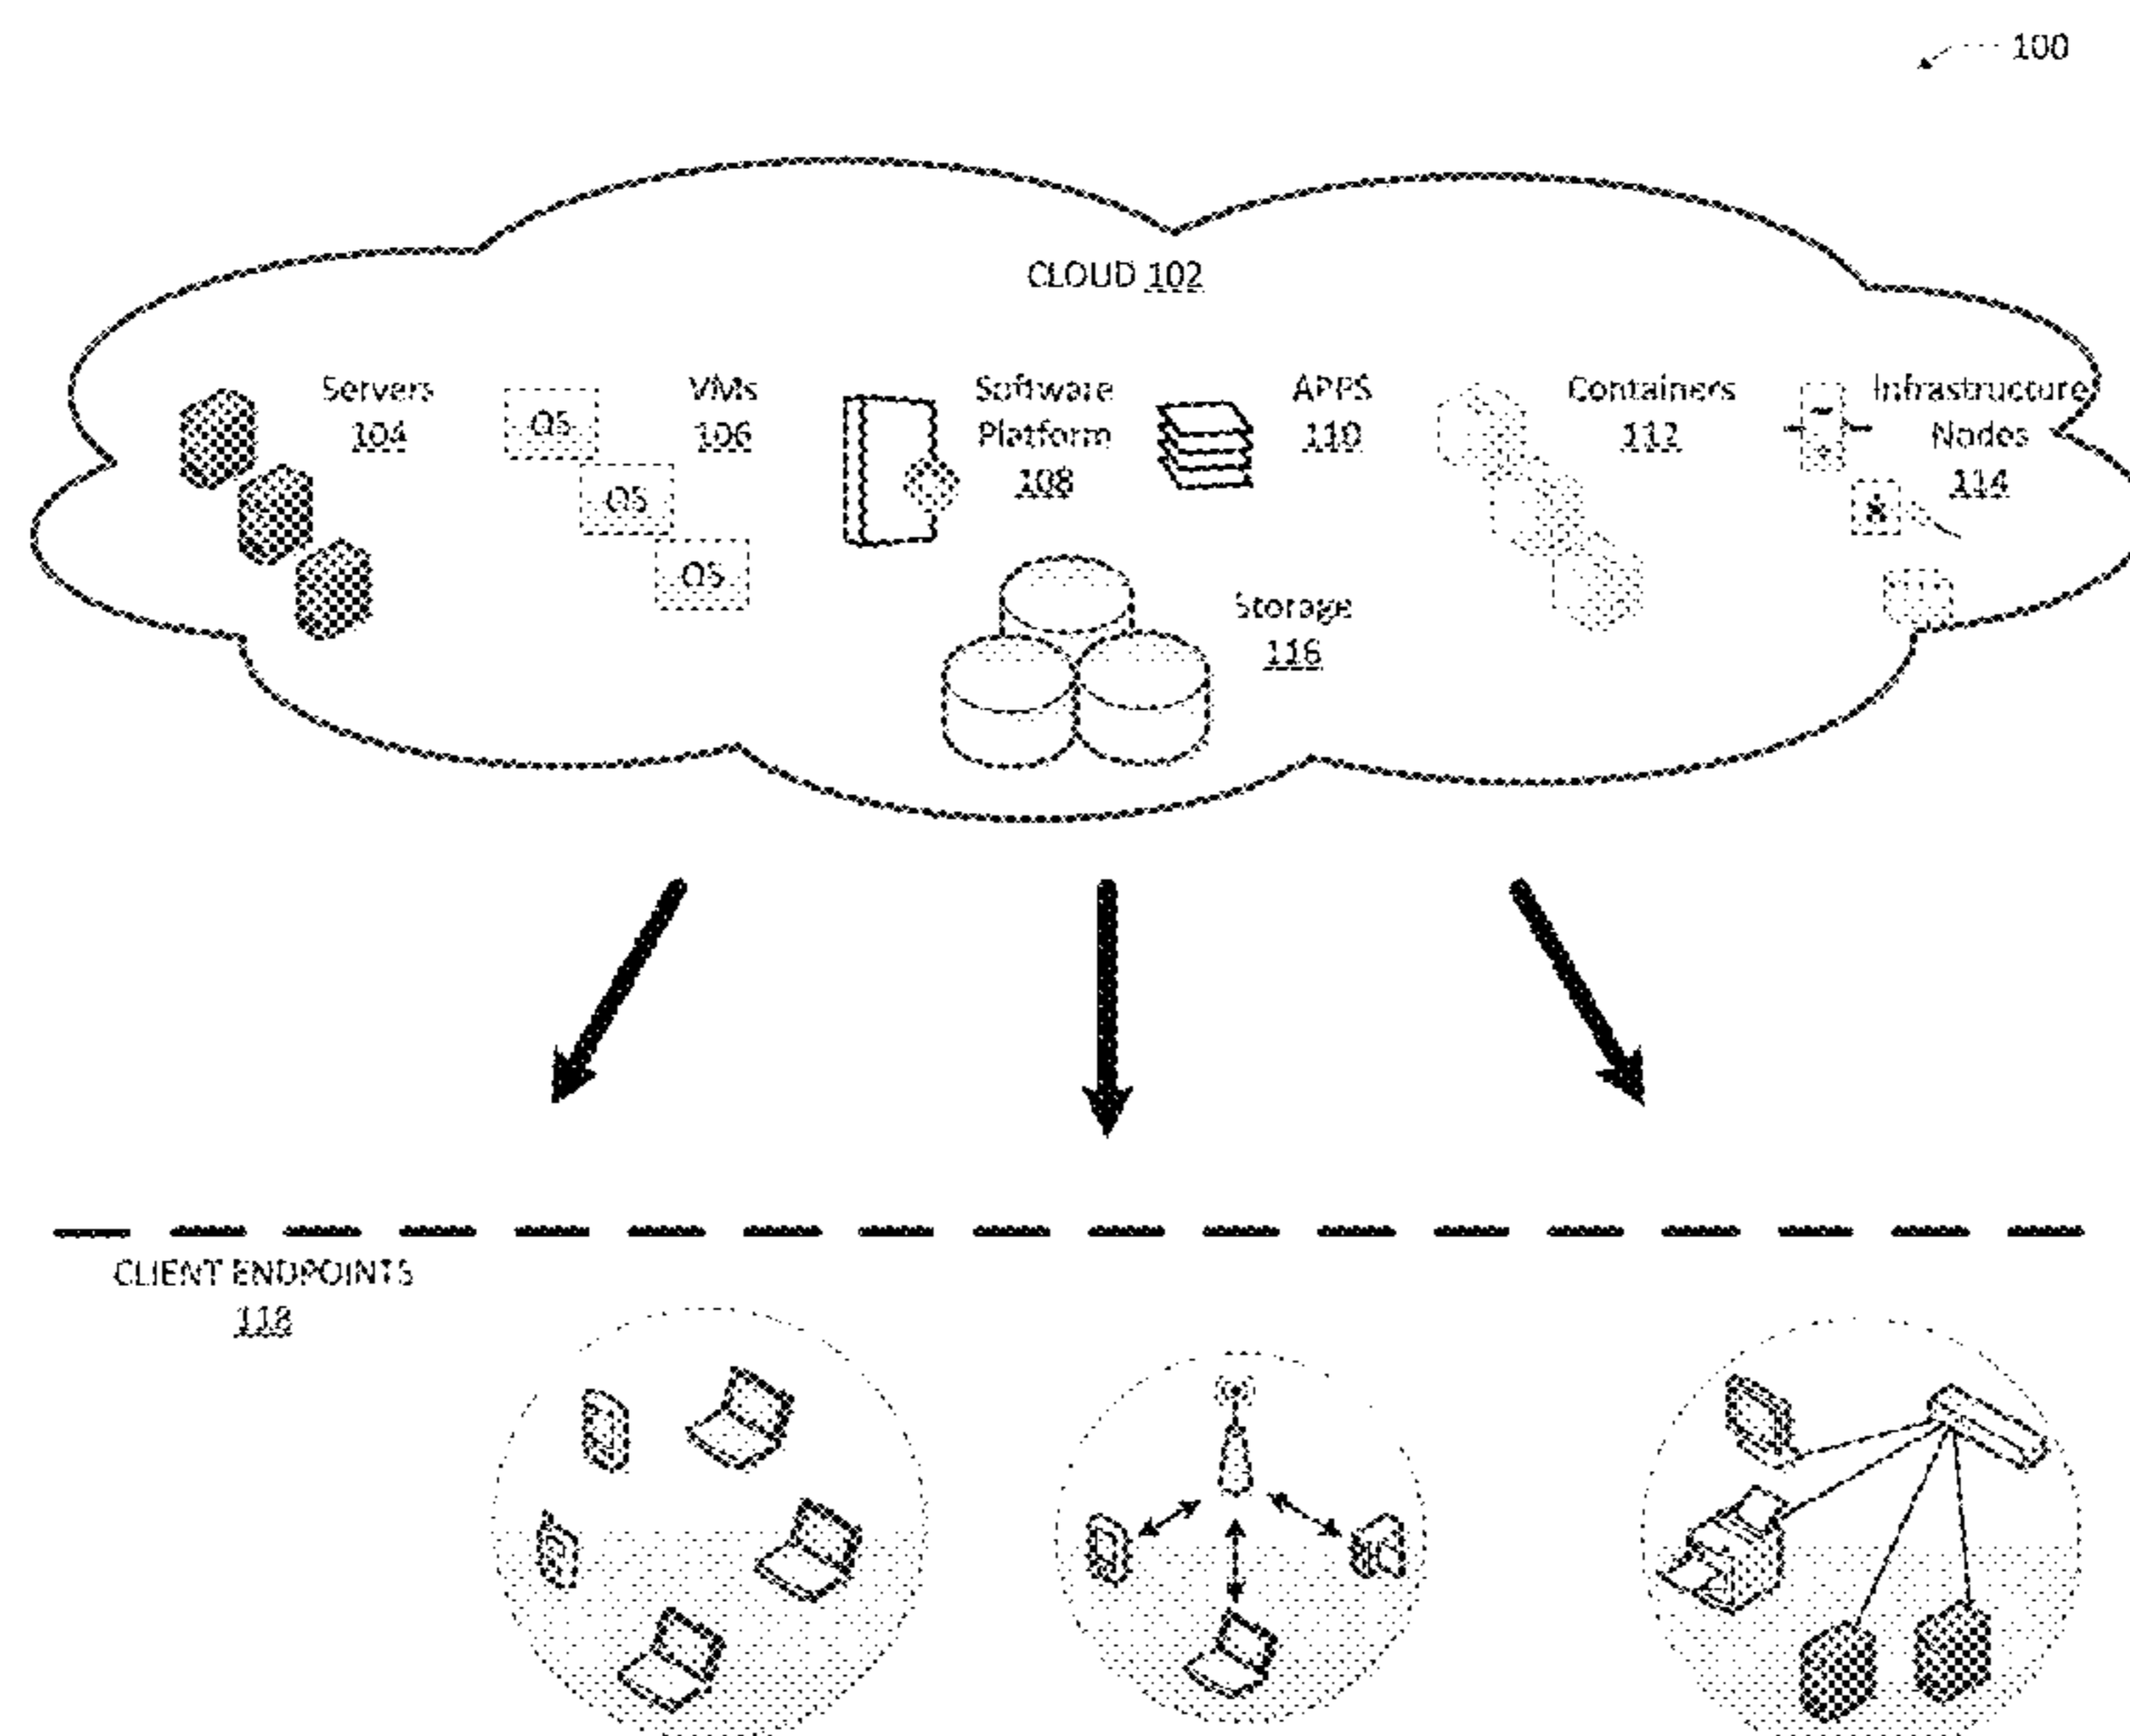 100
CLOUD 102
Servers
104
OS
OS
OS
VMs
106
Software
Platform
108
APPS
110
Containers
112
Infrastructure
Nodes
114
Storage
116
CLIENT ENDPOINTS
118